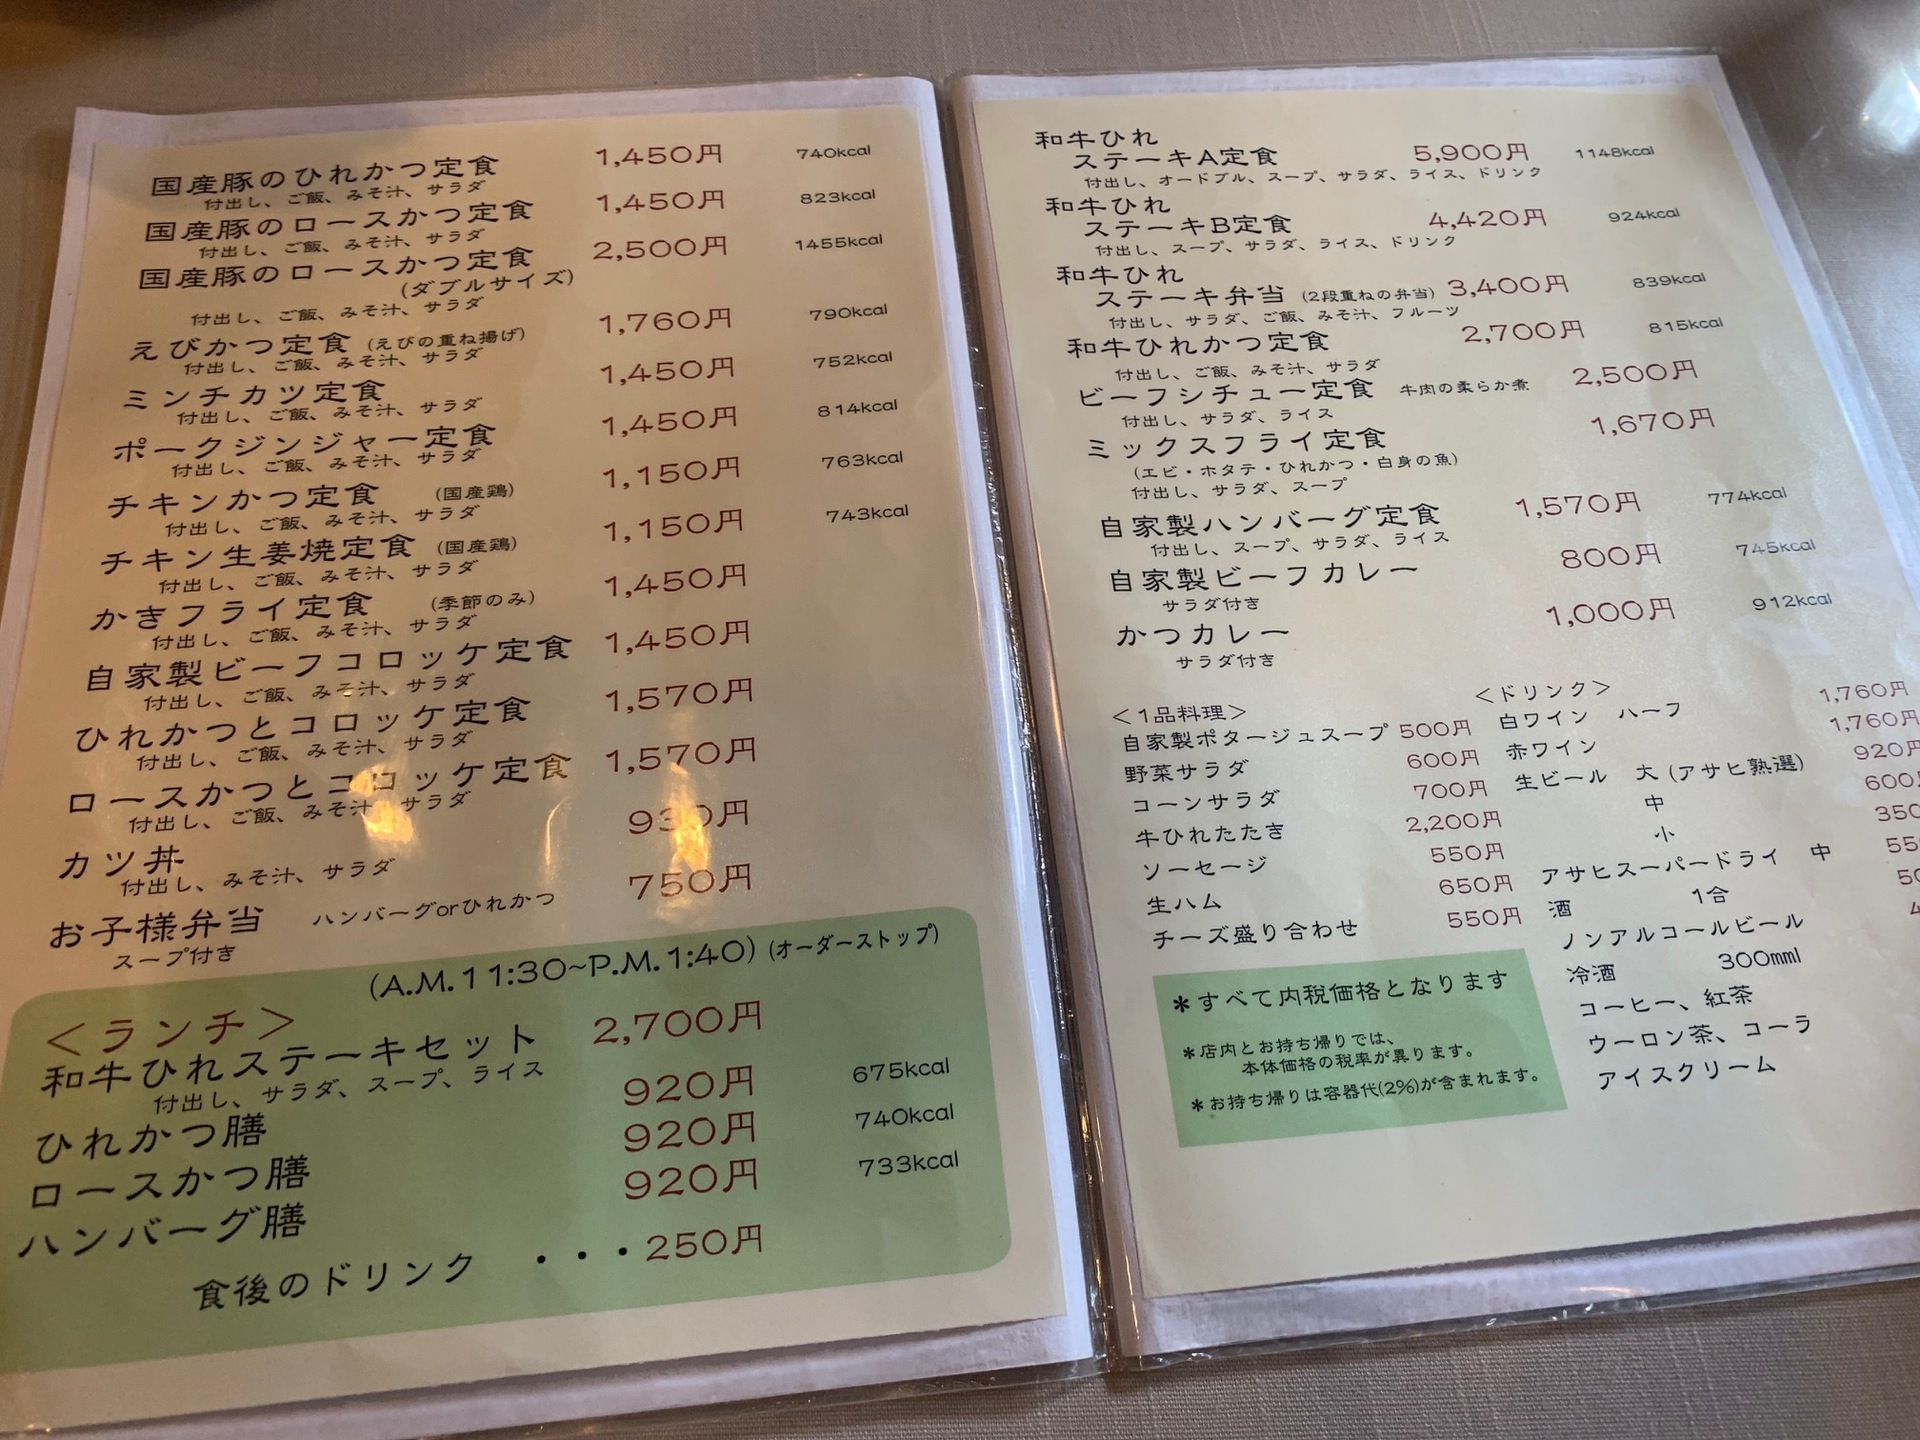 国産豚のひれかつ定食 1,450円 740kcal
付出し、ご飯、みそ汁、サラダ
国産豚のロースかつ定食 1,450円 823kcal
付出し、ご飯、みそ汁、サラダ
国産豚のロースかつ定食 2,500円 1455kcal
(ダブルサイズ)
付出し、ご飯、みそ汁、サラダ
えびかつ定食 (えびの重ね揚げ) 1,760円 790kcal
付出し、ご飯、みそ汁、サラダ
ミンチカツ定食 1,450円 752kcal
付出し、ご飯、みそ汁、サラダ
ポークジンジャー定食 1,450円 814kcal
付出し、ご飯、みそ汁、サラダ
チキンかつ定食 (国産鶏) 1,150円 763kcal
付出し、ご飯、みそ汁、サラダ
チキン生姜焼定食 (国産鶏) 1,150円 743kcal
付出し、ご飯、みそ汁、サラダ
かきフライ定食 (季節のみ) 1,450円
付出し、ご飯、みそ汁、サラダ
自家製ビーフコロッケ定食 1,450円
付出し、ご飯、みそ汁、サラダ
ひれかつとコロッケ定食 1,570円
付出し、ご飯、みそ汁、サラダ
ロースかつとコロッケ定食 1,570円
付出し、ご飯、みそ汁、サラダ
カツ丼 930円
付出し、みそ汁、サラダ
お子様弁当 ハンバーグorひれかつ 750円
スープ付き
(A.M.11:30~P.M.1:40) (オーダーストップ)
＜ランチ＞
和牛ひれステーキセット 2,700円
付出し、サラダ、スープ、ライス
ひれかつ膳 920円 675kcal
ロースかつ膳 920円 740kcal
ハンバーグ膳 920円 733kcal
食後のドリンク ・・・250円
和牛ひれ
ステーキA定食 5,900円 1148kcal
付出し、オードブル、スープ、サラダ、ライス、ドリンク
和牛ひれ
ステーキB定食 4,420円 924kcal
付出し、スープ、サラダ、ライス、ドリンク
和牛ひれ
ステーキ弁当 (2段重ねの弁当) 3,400円 839kcal
付出し、サラダ、ご飯、みそ汁、フルーツ
和牛ひれかつ定食 2,700円 815kcal
付出し、ご飯、みそ汁、サラダ
ビーフシチュー定食 牛肉の柔らか煮 2,500円
付出し、サラダ、ライス
ミックスフライ定食 1,670円
(エビ・ホタテ・ひれかつ・白身の魚)
付出し、サラダ、スープ
自家製ハンバーグ定食 1,570円 774kcal
付出し、スープ、サラダ、ライス
自家製ビーフカレー 800円 745kcal
サラダ付き
かつカレー 1,000円 912kcal
サラダ付き
＜1品料理＞
自家製ポタージュスープ 500円
野菜サラダ 600円
コーンサラダ 700円
牛ひれたたき 2,200円
ソーセージ 550円
生ハム 650円
チーズ盛り合わせ 550円
＜ドリンク＞
白ワイン ハーフ 1,760円
赤ワイン 1,760円
生ビール 大 (アサヒ熟選) 920円
中 600
小 350
アサヒスーパードライ 中
酒 1合
ノンアルコールビール
冷酒 300mml
コーヒー、紅茶
ウーロン茶、コーラ
アイスクリーム
＊すべて内税価格となります
＊店内とお持ち帰りでは、
本体価格の税率が異ります。
＊お持ち帰りは容器代(2%)が含まれます。